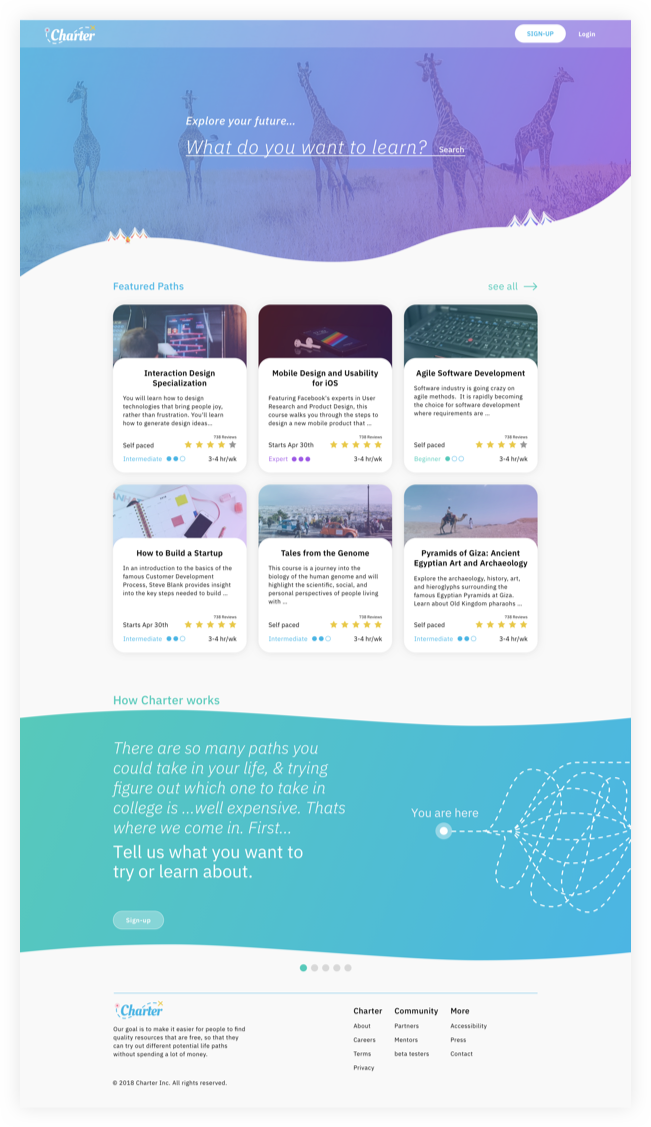 Charter
SIGN-UP
Login
Explore your future...
What do you want to learn?
Search
Featured Paths
see all
Interaction Design
Specialization
You will learn how to design
technologies that bring people joy,
rather than frustration. You'll learn
how to generate design ideas...
738 Reviews
Self paced
Intermediate
3-4 hr/wk
Mobile Design and Usability
for iOS
Featuring Facebook's experts in User
Research and Product Design, this
course walks you through the steps to
design a new mobile product that ...
738 Reviews
Starts Apr 30th
Expert
3-4 hr/wk
Agile Software Development
Software industry is going crazy on
agile methods.  It is rapidly becoming
the choice for software development
where requirements are ...
738 Reviews
Self paced
Beginner
3-4 hr/wk
How to Build a Startup
In an introduction to the basics of the
famous Customer Development
Process, Steve Blank provides insight
into the key steps needed to build ...
738 Reviews
Starts Apr 30th
Intermediate
3-4 hr/wk
Tales from the Genome
This course is a journey into the
biology of the human genome and will
highlight the scientific, social, and
personal perspectives of people living
with ...
738 Reviews
Self paced
Intermediate
3-4 hr/wk
Pyramids of Giza: Ancient
Egyptian Art and Archaeology
Explore the archaeology, history, art,
and hieroglyphs surrounding the
famous Egyptian Pyramids at Giza.
Learn about Old Kingdom pharaohs ...
738 Reviews
Self paced
Intermediate
3-4 hr/wk
How Charter works
There are so many paths you
could take in your life, & trying
figure out which one to take in
college is ...well expensive. Thats
where we come in. First...
Tell us what you want to
try or learn about.
You are here
Sign-up
Charter
Our goal is to make it easier for people to find
quality resources that are free, so that they
can try out different potential life paths
without spending a lot of money.
© 2018 Charter Inc. All rights reserved.
Charter
About
Careers
Terms
Privacy
Community
Partners
Mentors
beta testers
More
Accessibility
Press
Contact